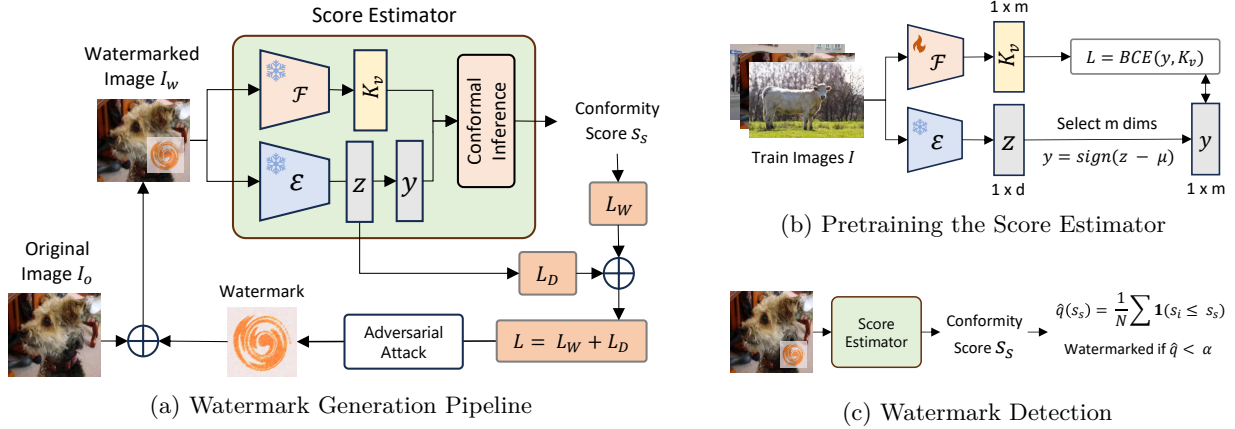 Score Estimator
Watermarked
Image I_w
ℱ
K_v
Conformal
Inference
Conformity
Score S_s
ℰ
z
y
L_W
Original
Image I_o
L_D
Watermark
Adversarial
Attack
L = L_W + L_D
(a) Watermark Generation Pipeline
1 x m
ℱ
K_v
L = BCE(y, K_v)
Train Images I
ℰ
z
Select m dims
y = sign(z − μ)
y
1 x d
1 x m
(b) Pretraining the Score Estimator
Score
Estimator
Conformity
Score S_s
q̂(s_s) = 1/N ∑ 1(s_i ≤ s_s)
Watermarked if q̂ < α
(c) Watermark Detection